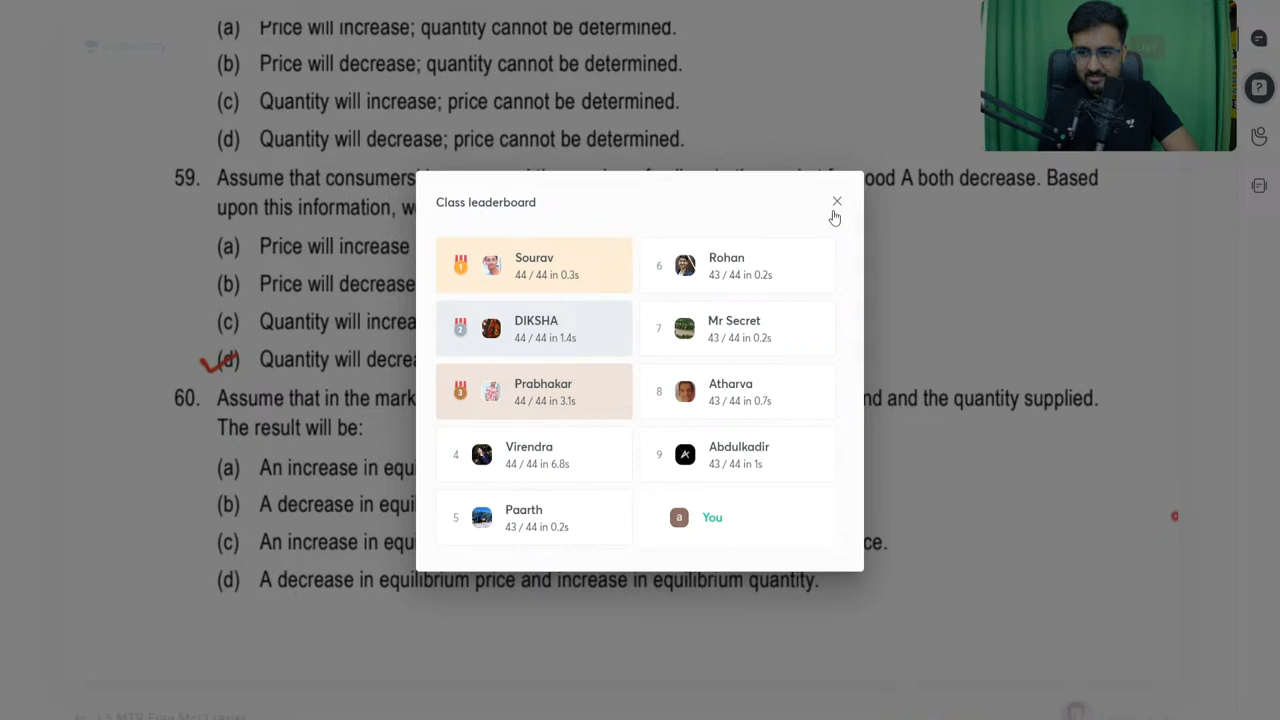 (a) Price will increase; quantity cannot be determined.
(b) Price will decrease; quantity cannot be determined.
(c) Quantity will increase; price cannot be determined.
(d) Quantity will decrease; price cannot be determined.
59. Assume that consumers ood A both decrease. Based
upon this information, w
(a) Price will increase
(b) Price will decrease
(c) Quantity will increa
(d) Quantity will decrea
60. Assume that in the mark nd and the quantity supplied.
The result will be:
(a) An increase in equi
(b) A decrease in equil
(c) An increase in equ ce.
(d) A decrease in equilibrium price and increase in equilibrium quantity.
Class leaderboard
1 Sourav
44 / 44 in 0.3s
2 DIKSHA
44 / 44 in 1.4s
3 Prabhakar
44 / 44 in 3.1s
4 Virendra
44 / 44 in 6.8s
5 Paarth
43 / 44 in 0.2s
6 Rohan
43 / 44 in 0.2s
7 Mr Secret
43 / 44 in 0.2s
8 Atharva
43 / 44 in 0.7s
9 Abdulkadir
43 / 44 in 1s
a You